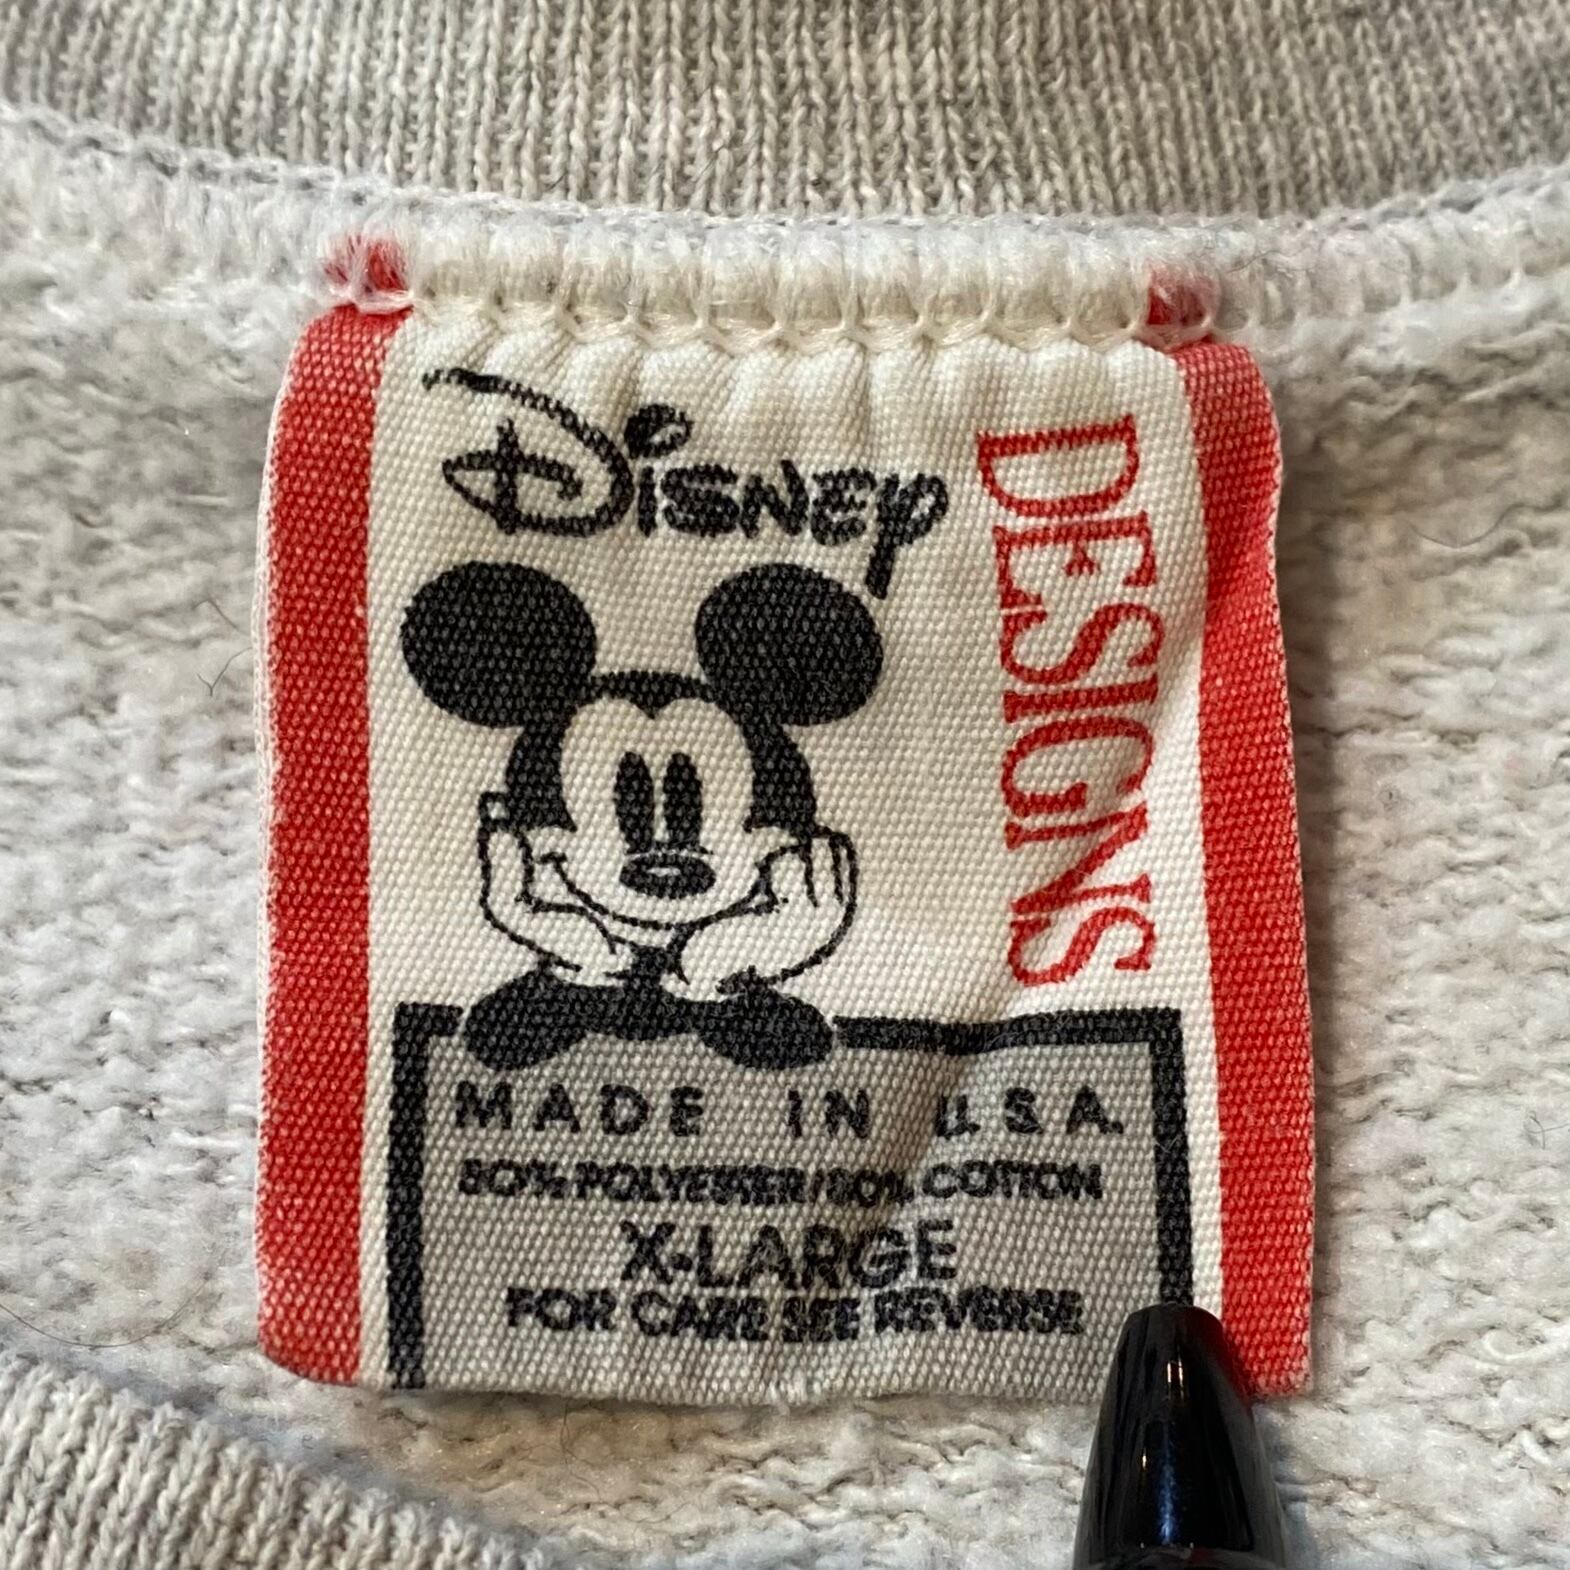 Disney
DESIGNS
MADE IN U.S.A.
50% POLYESTER/50% COTTON
X-LARGE
FOR CARE SEE REVERSE